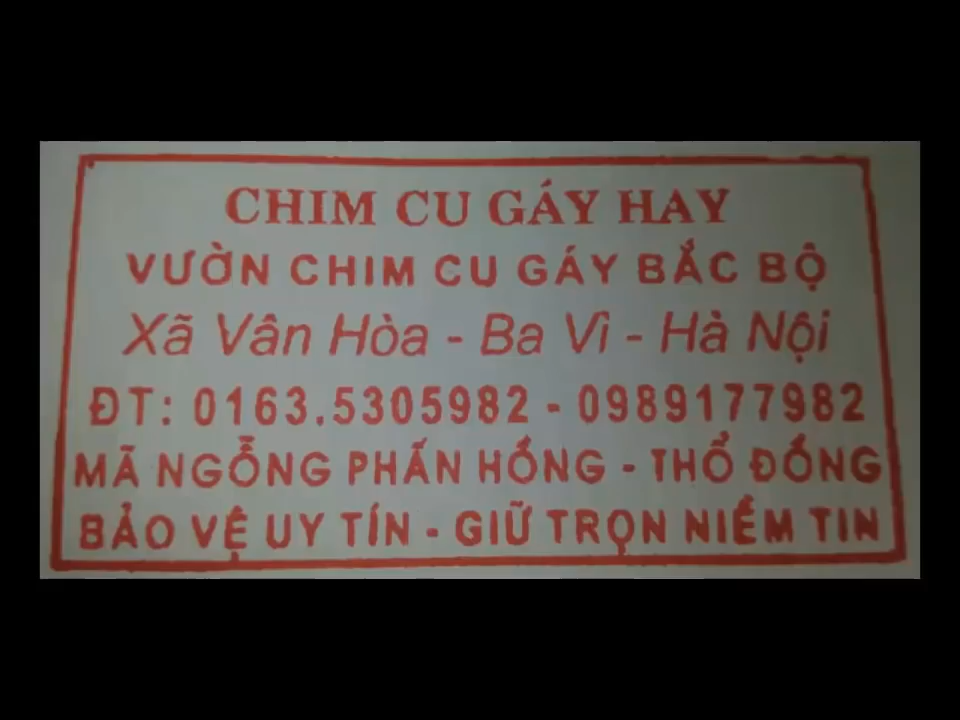 CHIM CU GÁY HAY
VƯỜN CHIM CU GÁY BẮC BỘ
Xã Vân Hòa - Ba Vì - Hà Nội
ĐT: 0163.5305982 - 0989177982
MÃ NGỖNG PHẤN HỒNG - THỔ ĐỒNG
BẢO VỆ UY TÍN - GIỮ TRỌN NIỀM TIN